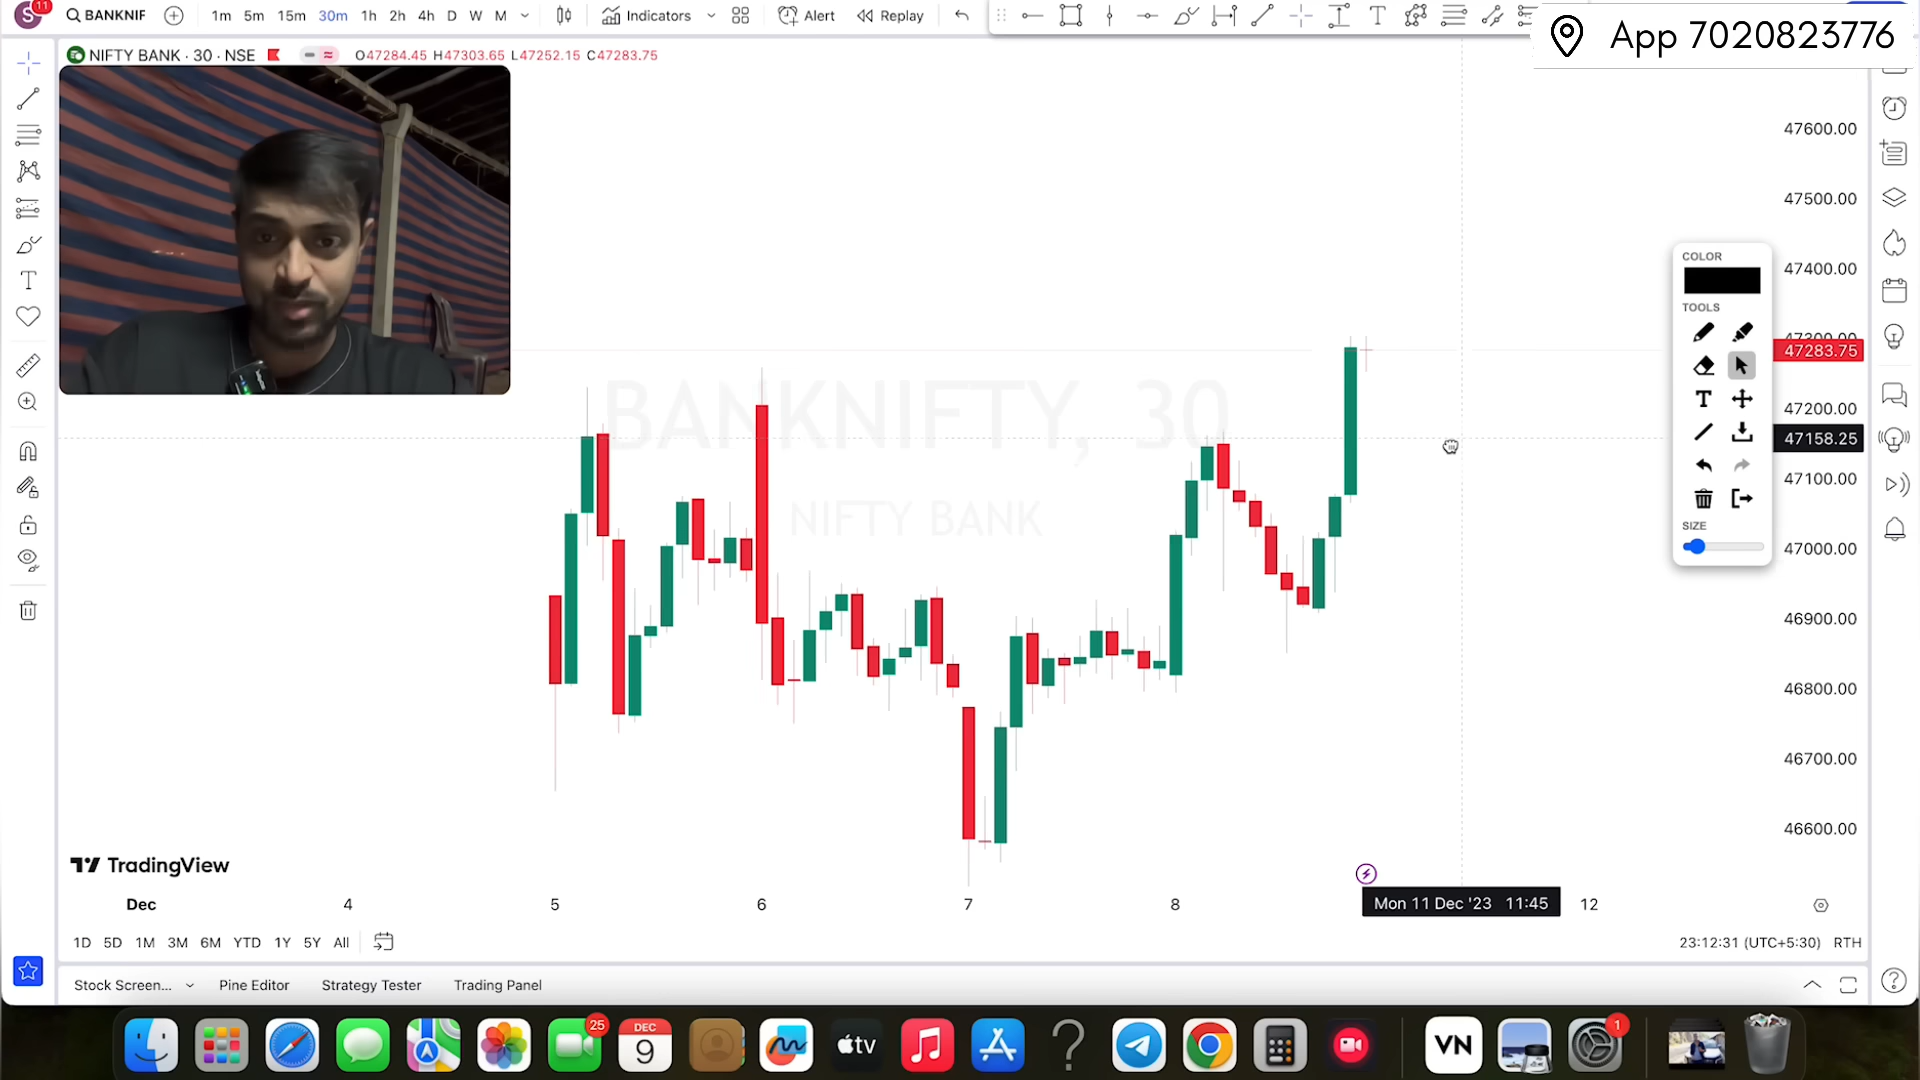 S 11 BANKNIF 1m 5m 15m 30m 1h 2h 4h D W M Indicators Alert Replay
App 7020823776
NIFTY BANK · 30 · NSE O47284.45 H47303.65 L47252.15 C47283.75
47600.00
47500.00
47400.00
47300.00
47283.75
47200.00
47158.25
47100.00
47000.00
46900.00
46800.00
46700.00
46600.00
COLOR
TOOLS
T
SIZE
BANKNIFTY, 30
NIFTY BANK
TradingView
Dec 4 5 6 7 8 Mon 11 Dec '23 11:45 12
1D 5D 1M 3M 6M YTD 1Y 5Y All 23:12:31 (UTC+5:30) RTH
Stock Screen... Pine Editor Strategy Tester Trading Panel
25 DEC 9 tv VN 1